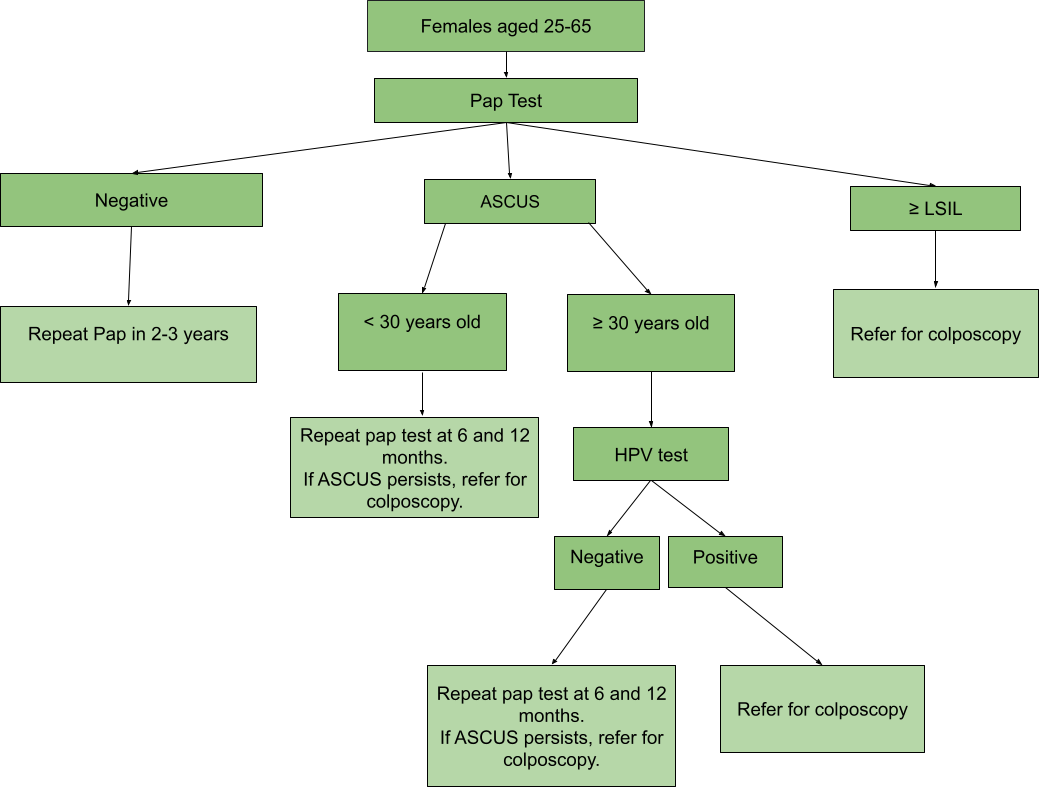 Females aged 25-65
Pap Test
Negative
ASCUS
≥ LSIL
< 30 years old
≥ 30 years old
Repeat Pap in 2-3 years
Refer for colposcopy
Repeat pap test at 6 and 12
months.
If ASCUS persists, refer for
colposcopy.
HPV test
Negative
Positive
Repeat pap test at 6 and 12
months.
If ASCUS persists, refer for
colposcopy.
Refer for colposcopy